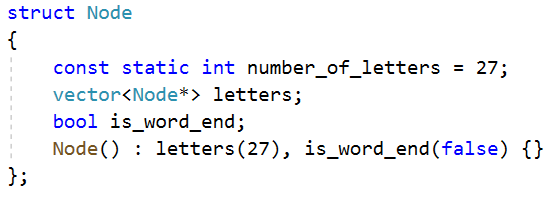 struct Node
{
    const static int number_of_letters = 27;
    vector<Node*> letters;
    bool is_word_end;
    Node() : letters(27), is_word_end(false) {}
};